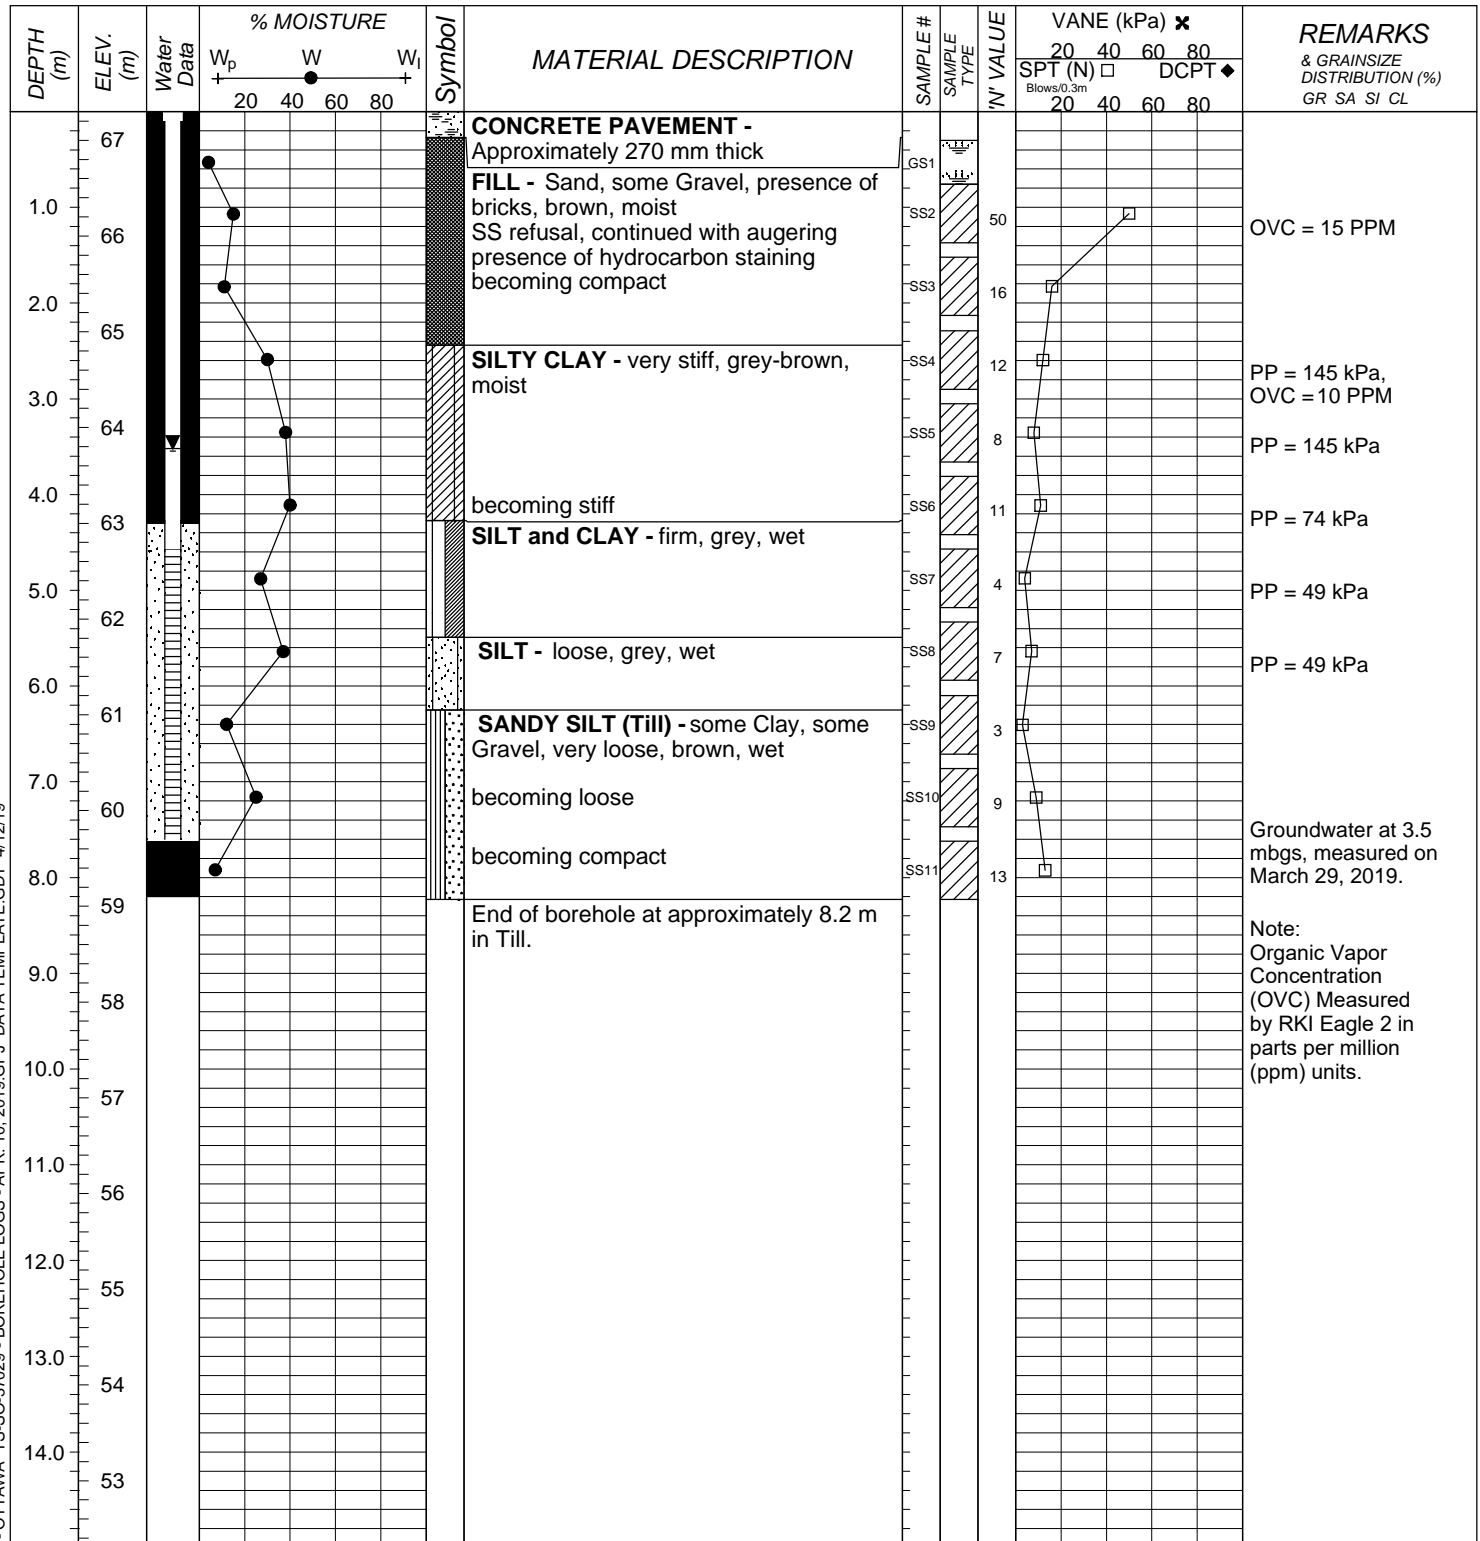 DEPTH (m)
ELEV. (m)
Water Data
% MOISTURE
Wp W Wl
20 40 60 80
Symbol
MATERIAL DESCRIPTION
SAMPLE #
SAMPLE TYPE
'N' VALUE
VANE (kPa) ✖
20 40 60 80
SPT (N) □ DCPT ◆
Blows/0.3m
20 40 60 80
REMARKS
& GRAINSIZE
DISTRIBUTION (%)
GR SA SI CL
67
CONCRETE PAVEMENT -
Approximately 270 mm thick
GS1
FILL - Sand, some Gravel, presence of
bricks, brown, moist
1.0
SS2
50
OVC = 15 PPM
66
SS refusal, continued with augering
presence of hydrocarbon staining
becoming compact
SS3
16
2.0
65
SILTY CLAY - very stiff, grey-brown,
moist
SS4
12
PP = 145 kPa,
OVC = 10 PPM
3.0
64
SS5
8
PP = 145 kPa
4.0
becoming stiff
SS6
11
PP = 74 kPa
63
SILT and CLAY - firm, grey, wet
SS7
4
PP = 49 kPa
5.0
62
SILT - loose, grey, wet
SS8
7
PP = 49 kPa
6.0
61
SANDY SILT (Till) - some Clay, some
Gravel, very loose, brown, wet
SS9
3
7.0
becoming loose
SS10
9
60
becoming compact
SS11
13
Groundwater at 3.5
mbgs, measured on
March 29, 2019.
8.0
59
End of borehole at approximately 8.2 m
in Till.
Note:
Organic Vapor
Concentration
(OVC) Measured
by RKI Eagle 2 in
parts per million
(ppm) units.
9.0
58
10.0
57
11.0
56
12.0
55
13.0
54
14.0
53